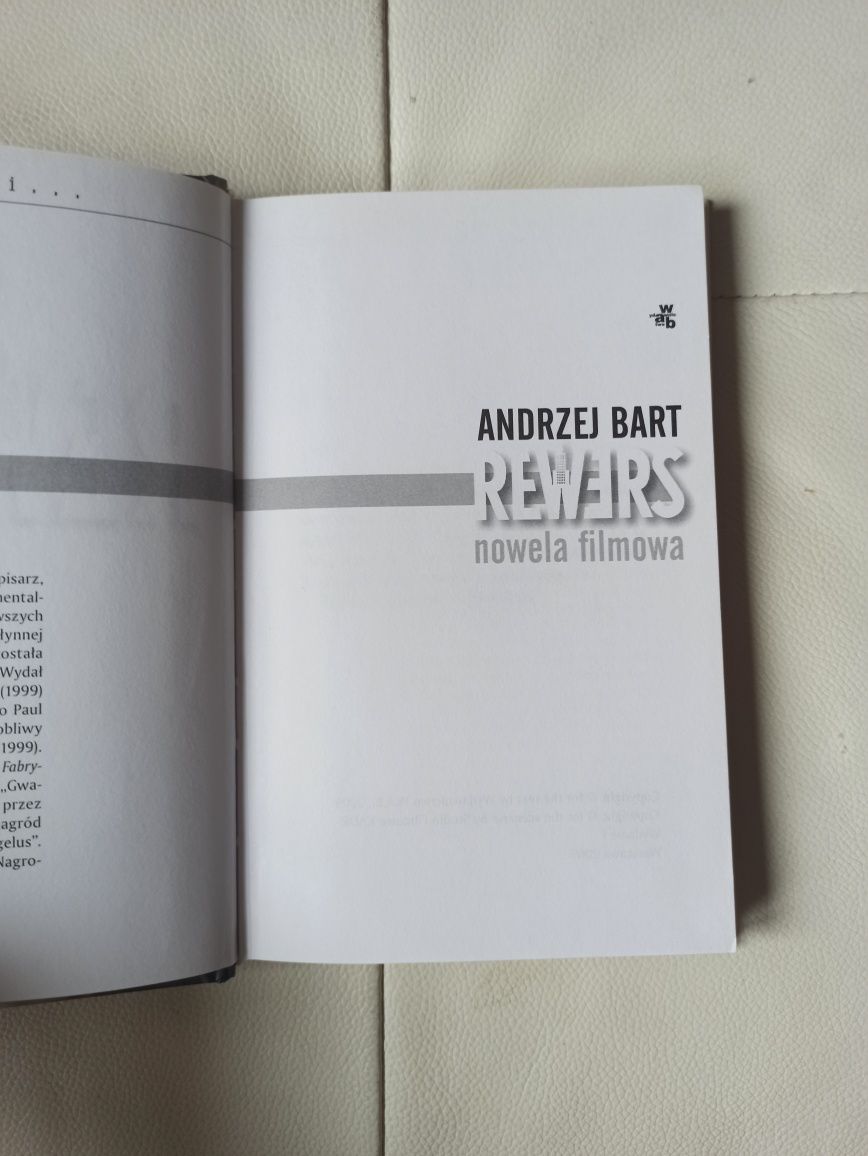 i...
pisarz,
mental-
wszych
łynnej
ostała
Wydał
(1999)
o Paul
obliwy
1999).
Fabry-
„Gwa-
przez
agród
gelus”.
Nagro-
w
a b
ANDRZEJ BART
REWERS
nowela filmowa